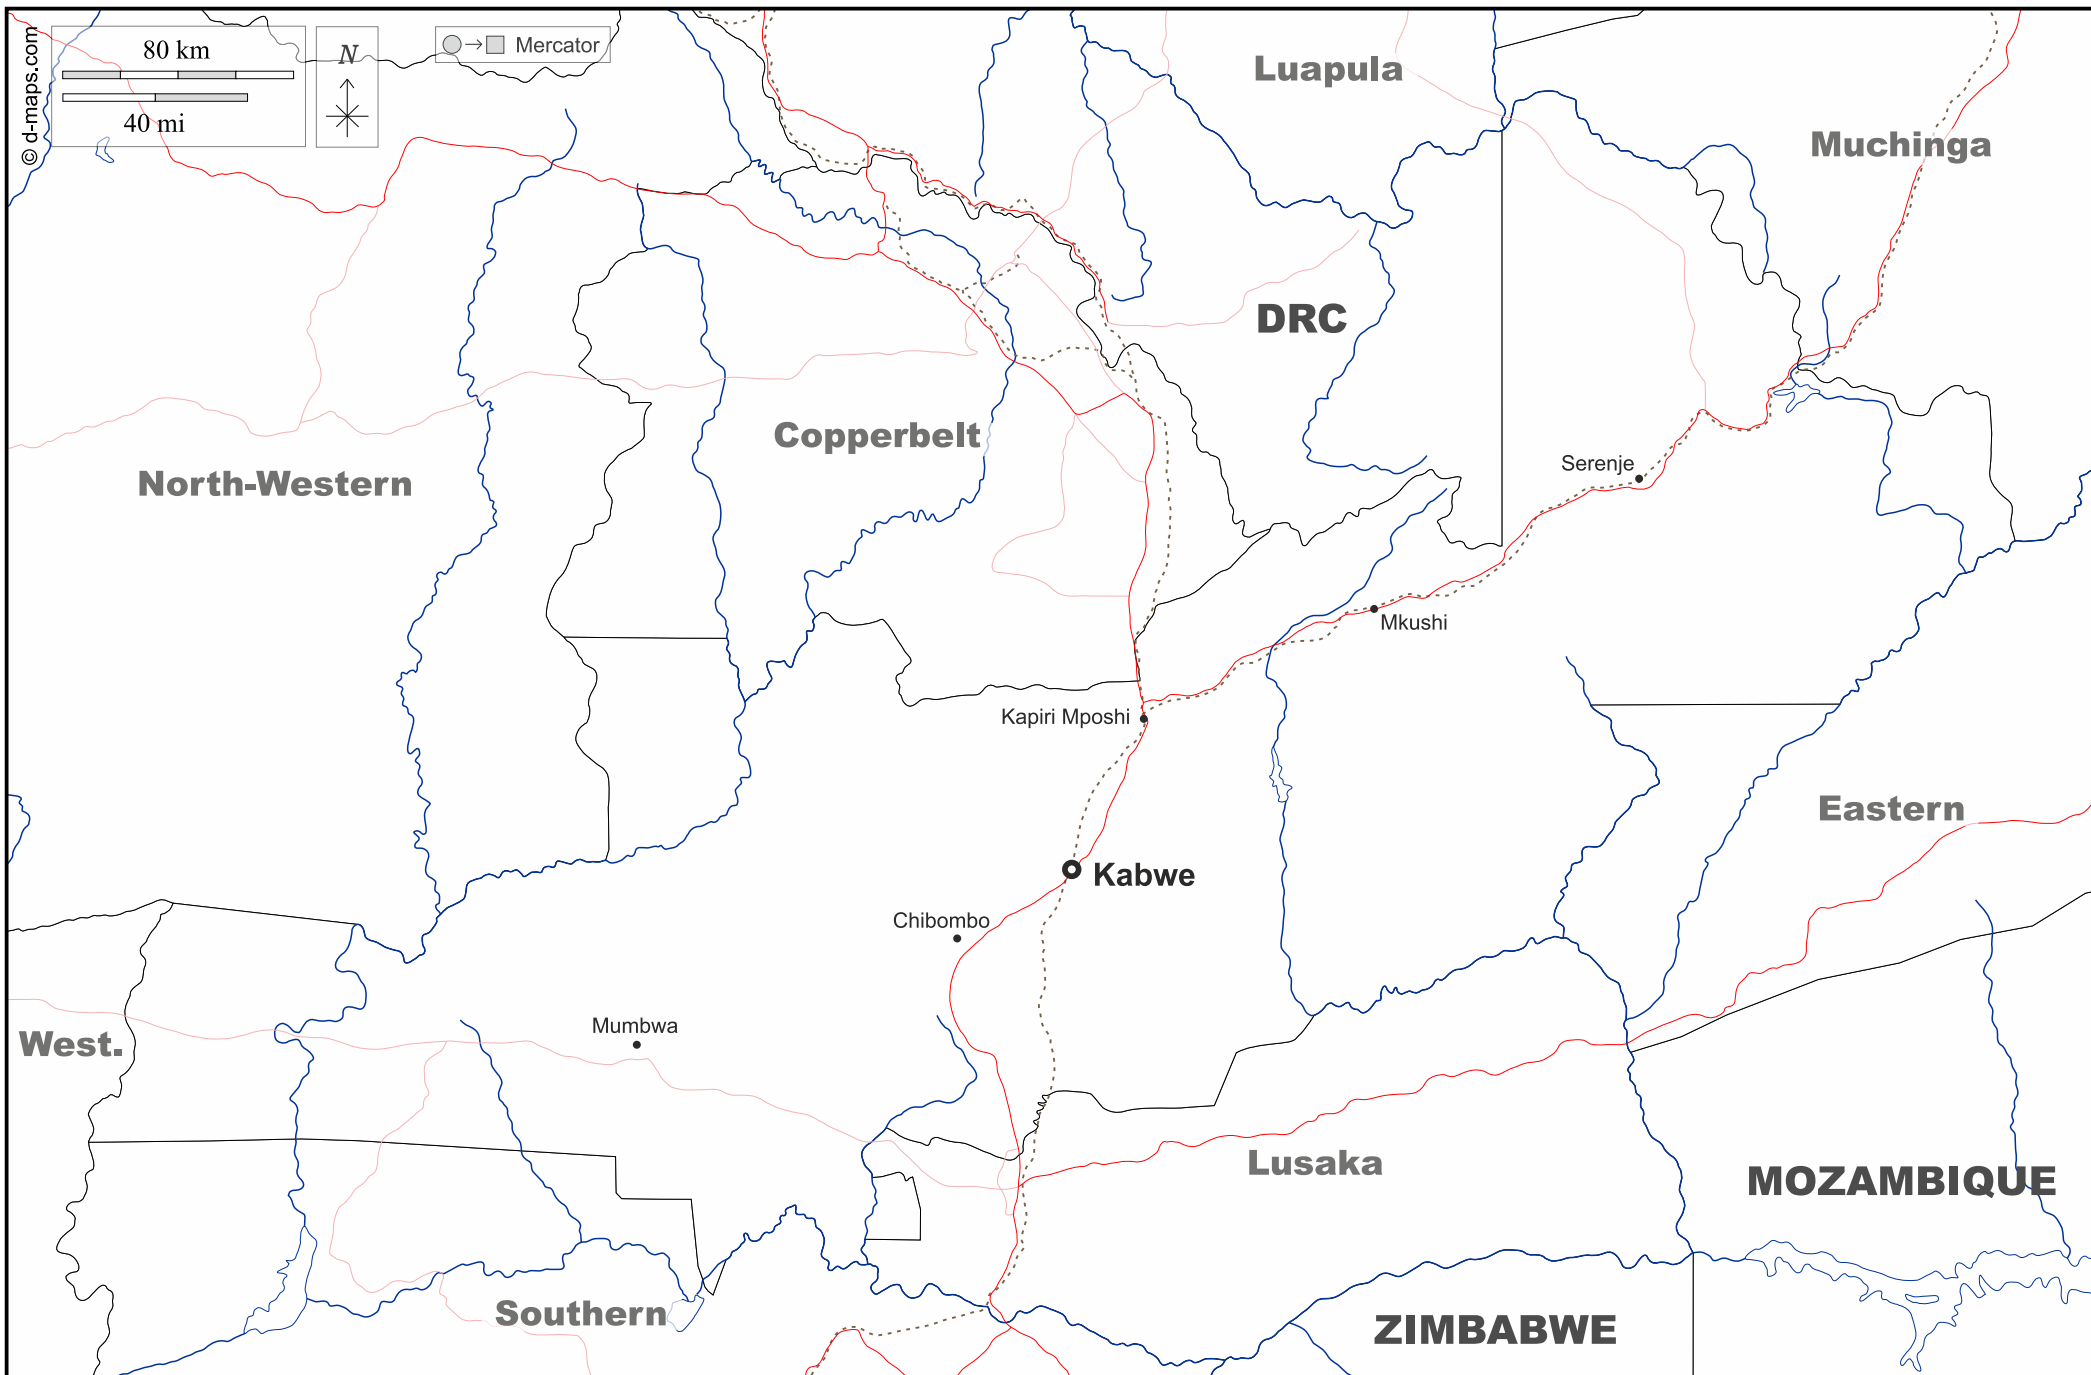 © d-maps.com
80 km
40 mi
N
Mercator
Luapula
Muchinga
DRC
Copperbelt
North-Western
Serenje
Mkushi
Kapiri Mposhi
Eastern
Kabwe
Chibombo
Mumbwa
West.
Lusaka
MOZAMBIQUE
Southern
ZIMBABWE